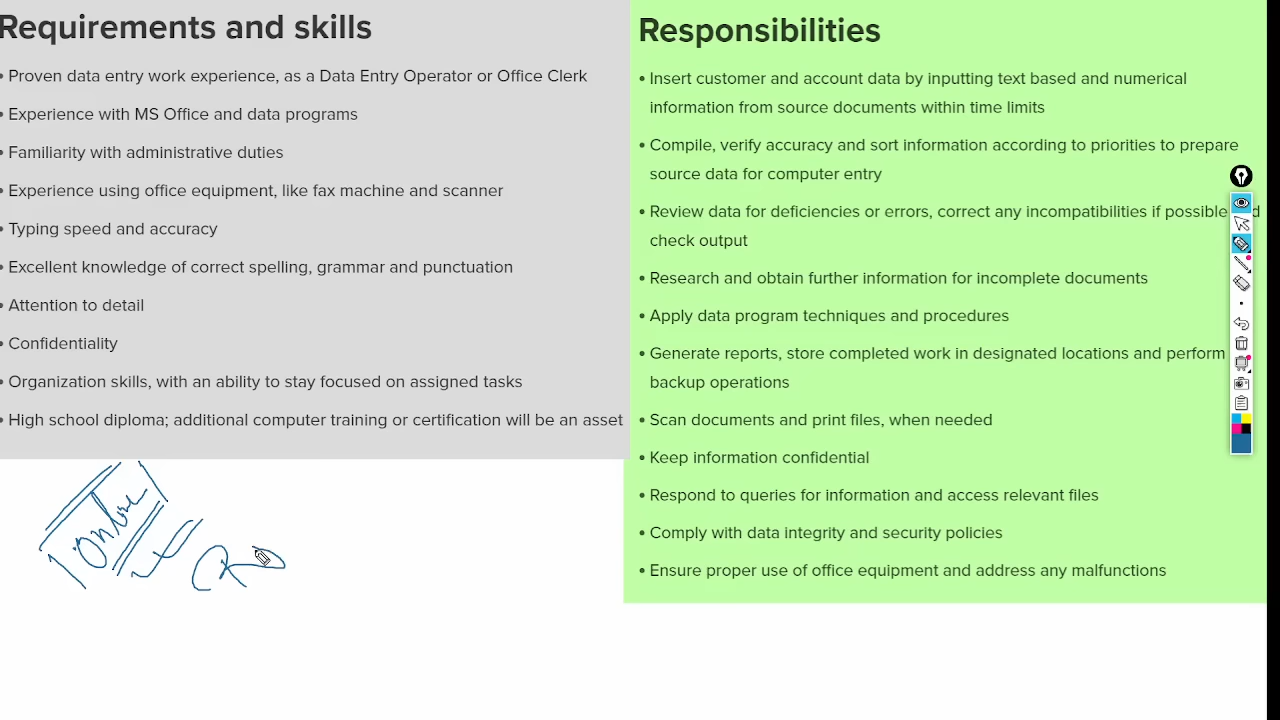 Requirements and skills
• Proven data entry work experience, as a Data Entry Operator or Office Clerk
• Experience with MS Office and data programs
• Familiarity with administrative duties
• Experience using office equipment, like fax machine and scanner
• Typing speed and accuracy
• Excellent knowledge of correct spelling, grammar and punctuation
• Attention to detail
• Confidentiality
• Organization skills, with an ability to stay focused on assigned tasks
• High school diploma; additional computer training or certification will be an asset
Responsibilities
• Insert customer and account data by inputting text based and numerical
information from source documents within time limits
• Compile, verify accuracy and sort information according to priorities to prepare
source data for computer entry
• Review data for deficiencies or errors, correct any incompatibilities if possible
check output
• Research and obtain further information for incomplete documents
• Apply data program techniques and procedures
• Generate reports, store completed work in designated locations and perform
backup operations
• Scan documents and print files, when needed
• Keep information confidential
• Respond to queries for information and access relevant files
• Comply with data integrity and security policies
• Ensure proper use of office equipment and address any malfunctions